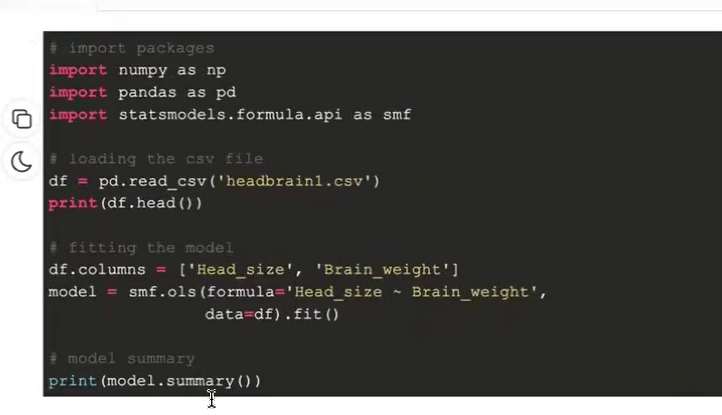 # import packages
import numpy as np
import pandas as pd
import statsmodels.formula.api as smf
# loading the csv file
df = pd.read_csv('headbrain1.csv')
print(df.head())
# fitting the model
df.columns = ['Head_size', 'Brain_weight']
model = smf.ols(formula='Head_size ~ Brain_weight',
data=df).fit()
# model summary
print(model.summary())